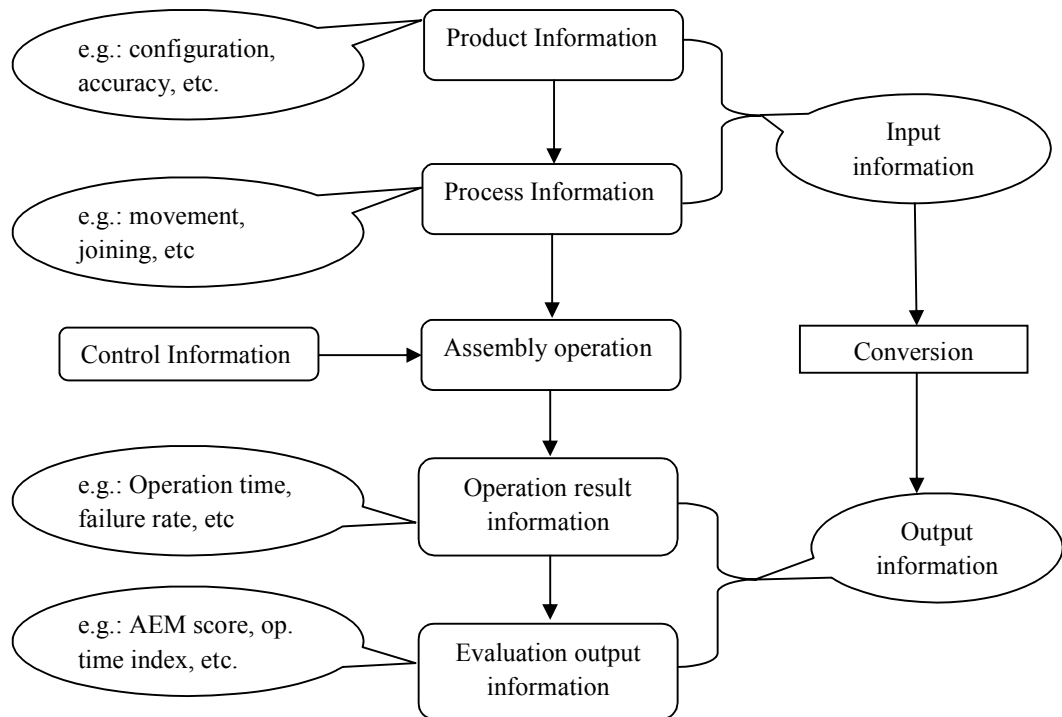 e.g.: configuration,
accuracy, etc.
Product Information
Input
information
e.g.: movement,
joining, etc
Process Information
Control Information
Assembly operation
Conversion
e.g.: Operation time,
failure rate, etc
Operation result
information
Output
information
e.g.: AEM score, op.
time index, etc.
Evaluation output
information